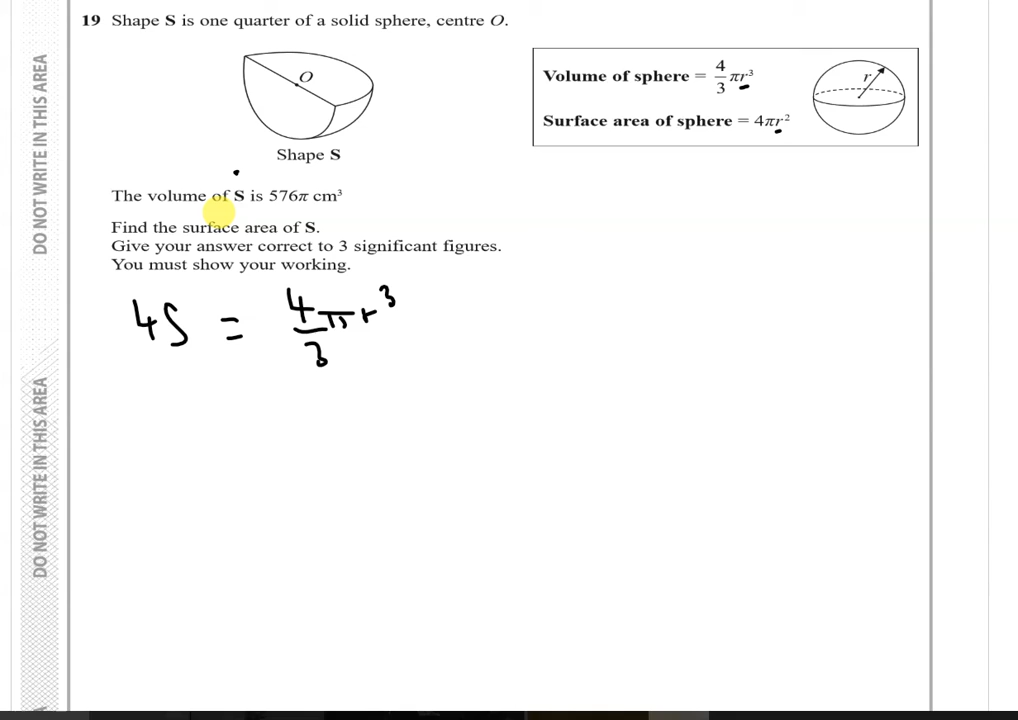 19 Shape S is one quarter of a solid sphere, centre O.
O
Shape S
Volume of sphere = 4/3 πr³
Surface area of sphere = 4πr²
r
The volume of S is 576π cm³
Find the surface area of S.
Give your answer correct to 3 significant figures.
You must show your working.
4S = 4/3 πr³
DO NOT WRITE IN THIS AREA
DO NOT WRITE IN THIS AREA